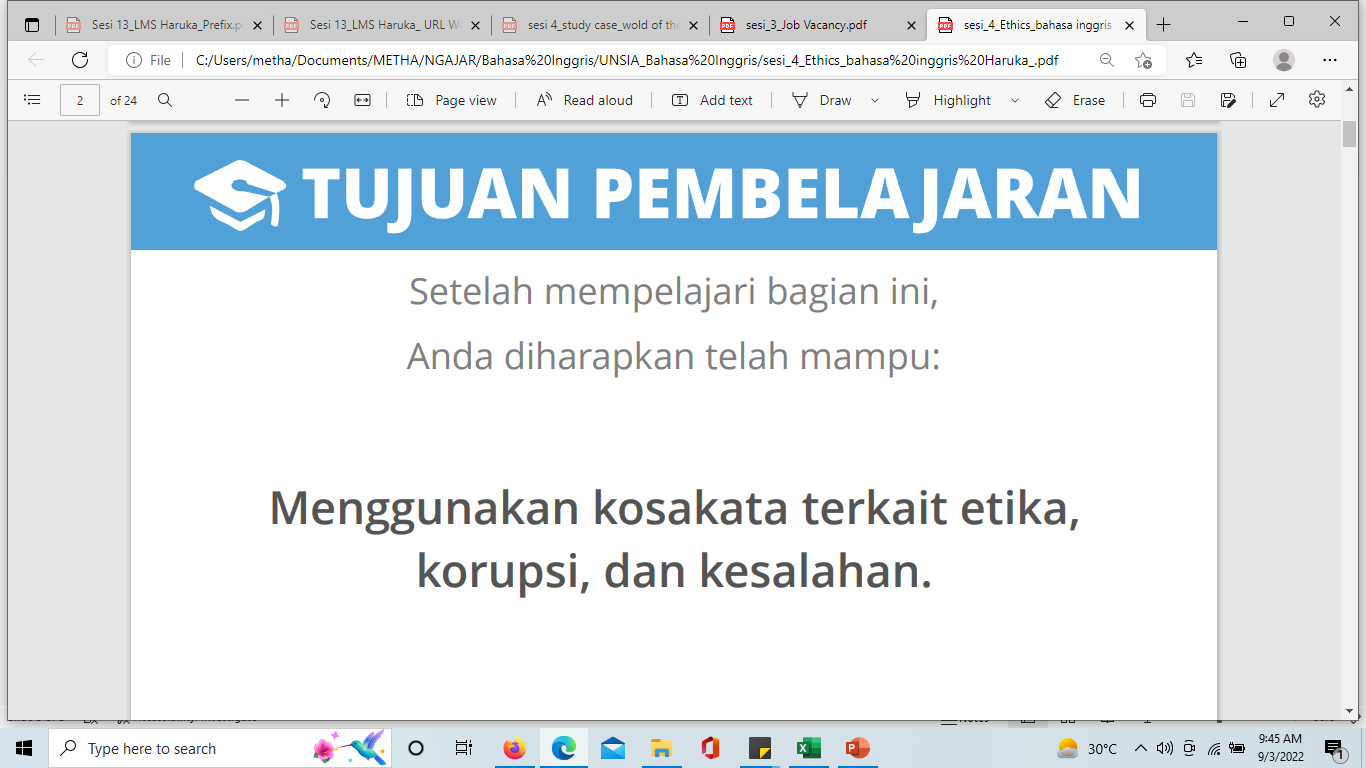 Sesi 13_LMS Haruka_Prefix.p
Sesi 13_LMS Haruka_ URL W
sesi 4_study case_wold of the
sesi_3_Job Vacancy.pdf
sesi_4_Ethics_bahasa inggris
File
C:/Users/metha/Documents/METHA/NGAJAR/Bahasa%20Inggris/UNSIA_Bahasa%20Inggris/sesi_4_Ethics_bahasa%20inggris%20Haruka_.pdf
2 of 24
Page view
Read aloud
Add text
Draw
Highlight
Erase
TUJUAN PEMBELAJARAN
Setelah mempelajari bagian ini,
Anda diharapkan telah mampu:
Menggunakan kosakata terkait etika,
korupsi, dan kesalahan.
Type here to search
30°C
9:45 AM
9/3/2022
1